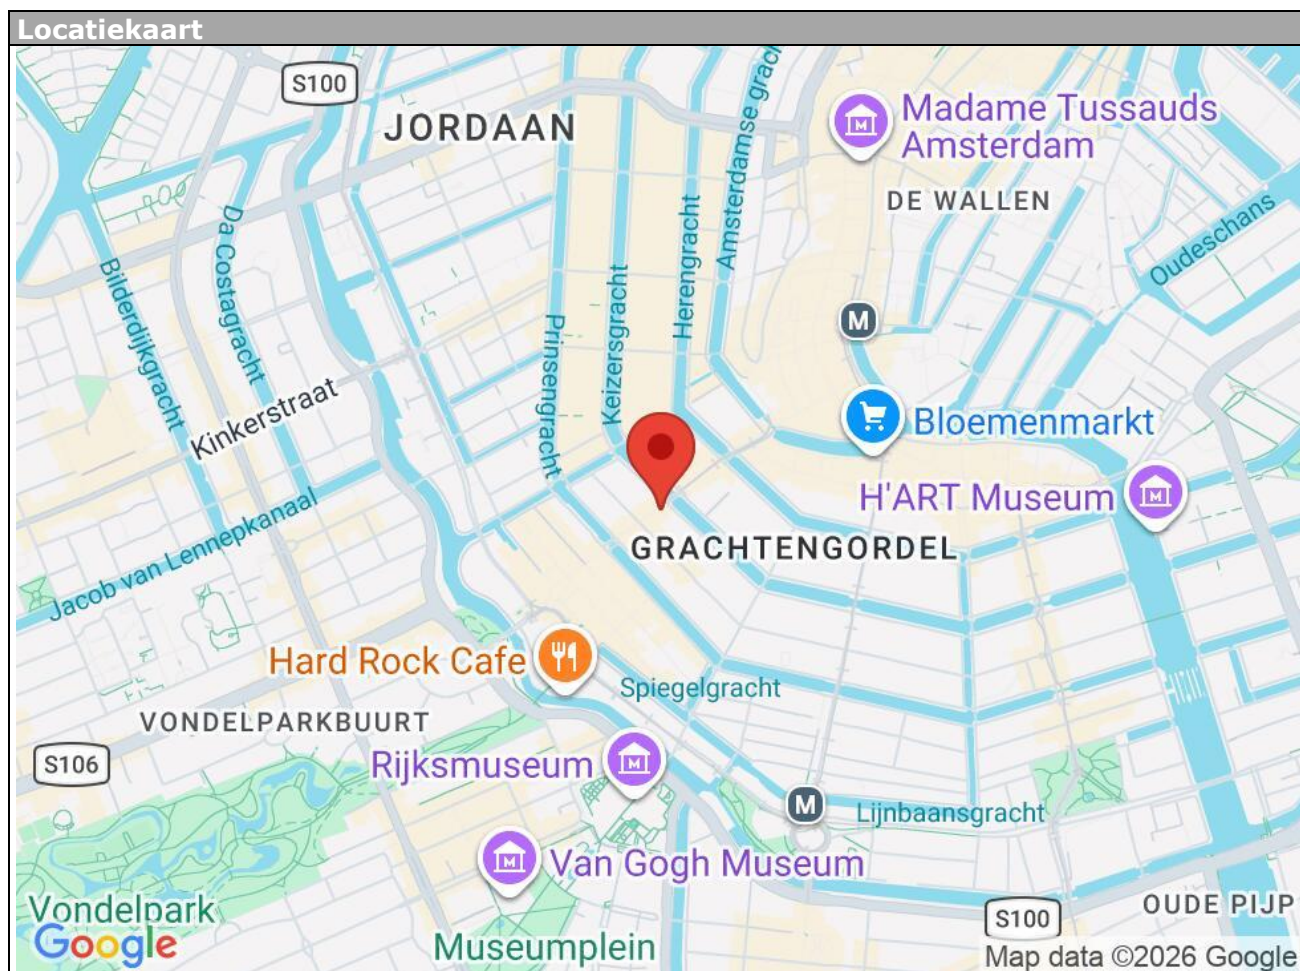 Locatiekaart
S100
JORDAAN
Madame Tussauds
Amsterdam
DE WALLEN
Amsterdamse grach
Oudeschans
Da Costagracht
Bilderdijkgracht
Herengracht
Keizersgracht
Prinsengracht
M
Kinkerstraat
Bloemenmarkt
H'ART Museum
Jacob van Lennepkanaal
GRACHTENGORDEL
Hard Rock Cafe
Spiegelgracht
VONDELPARKBUURT
S106
Rijksmuseum
M
Lijnbaansgracht
Van Gogh Museum
Vondelpark
OUDE PIJP
S100
Google
Museumplein
Map data ©2026 Google